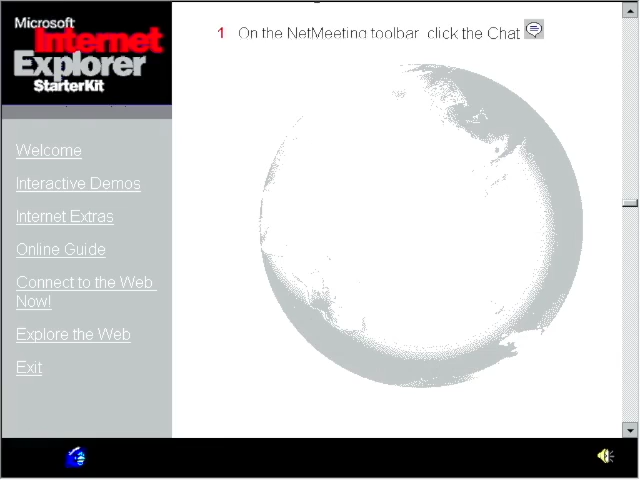 Microsoft
Internet
Explorer
StarterKit
Welcome
Interactive Demos
Internet Extras
Online Guide
Connect to the Web
Now!
Explore the Web
Exit
1 On the NetMeeting toolbar, click the Chat